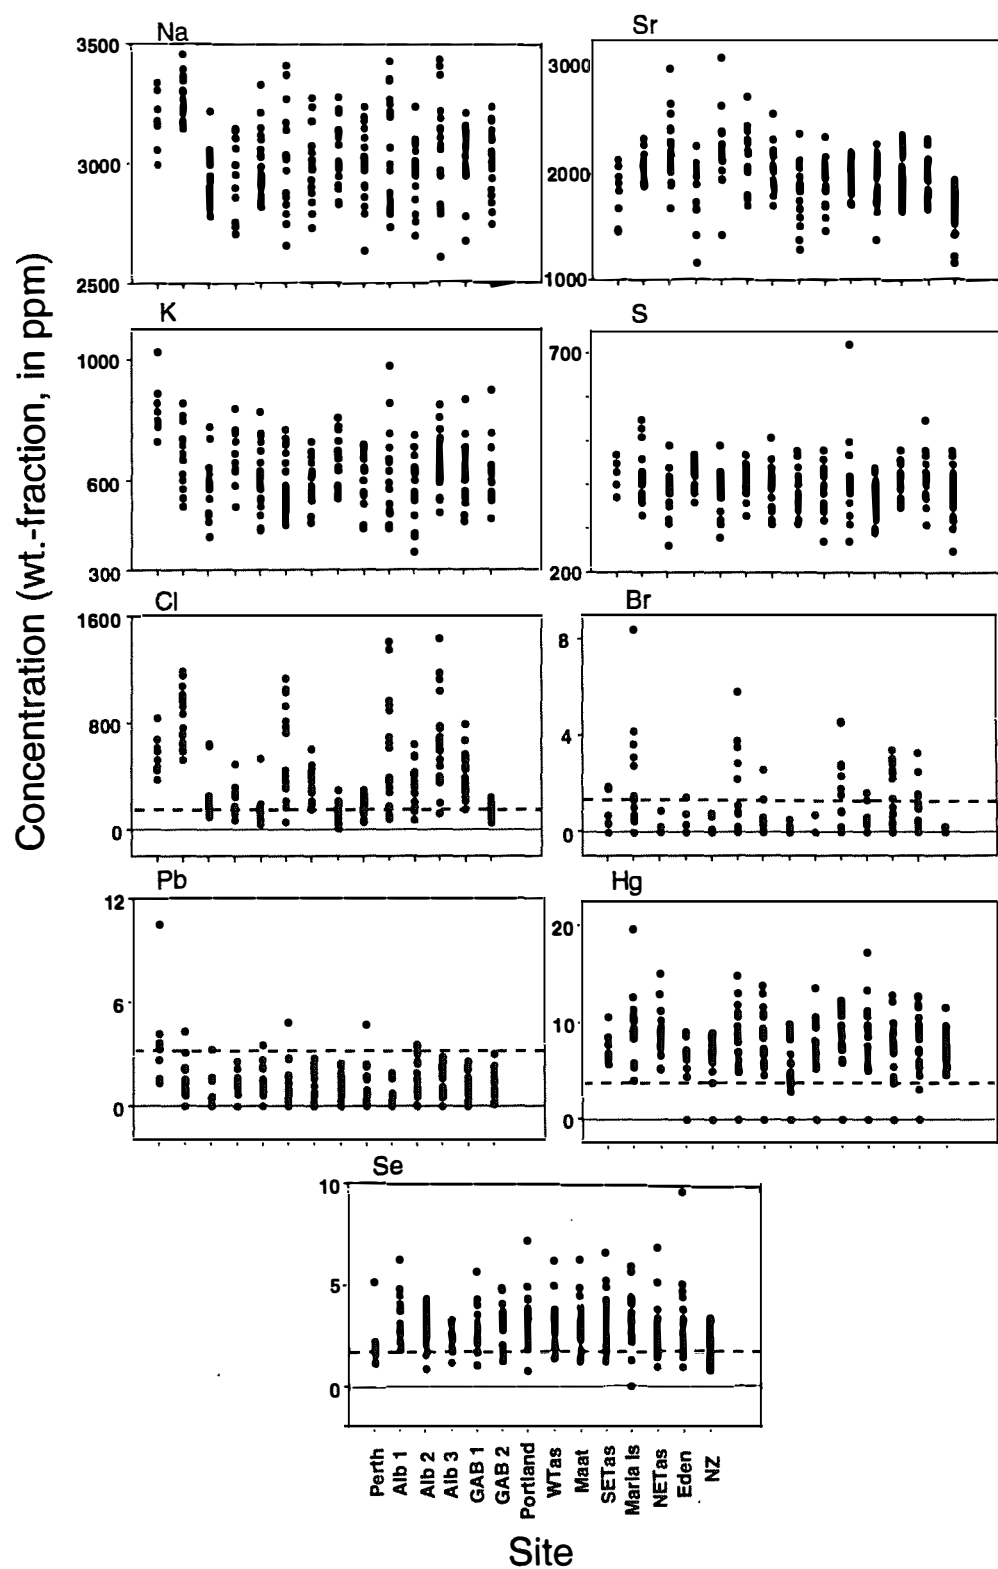 Concentration (wt.-fraction, in ppm)
Na
3500
3000
2500
Sr
3000
2000
1000
K
1000
600
300
S
700
200
Cl
1600
800
0
Br
8
4
0
Pb
12
6
0
Hg
20
10
0
Se
10
5
0
Perth
Alb 1
Alb 2
Alb 3
GAB 1
GAB 2
Portland
WTas
Maat
SETas
Maria Is
NETas
Eden
NZ
Site